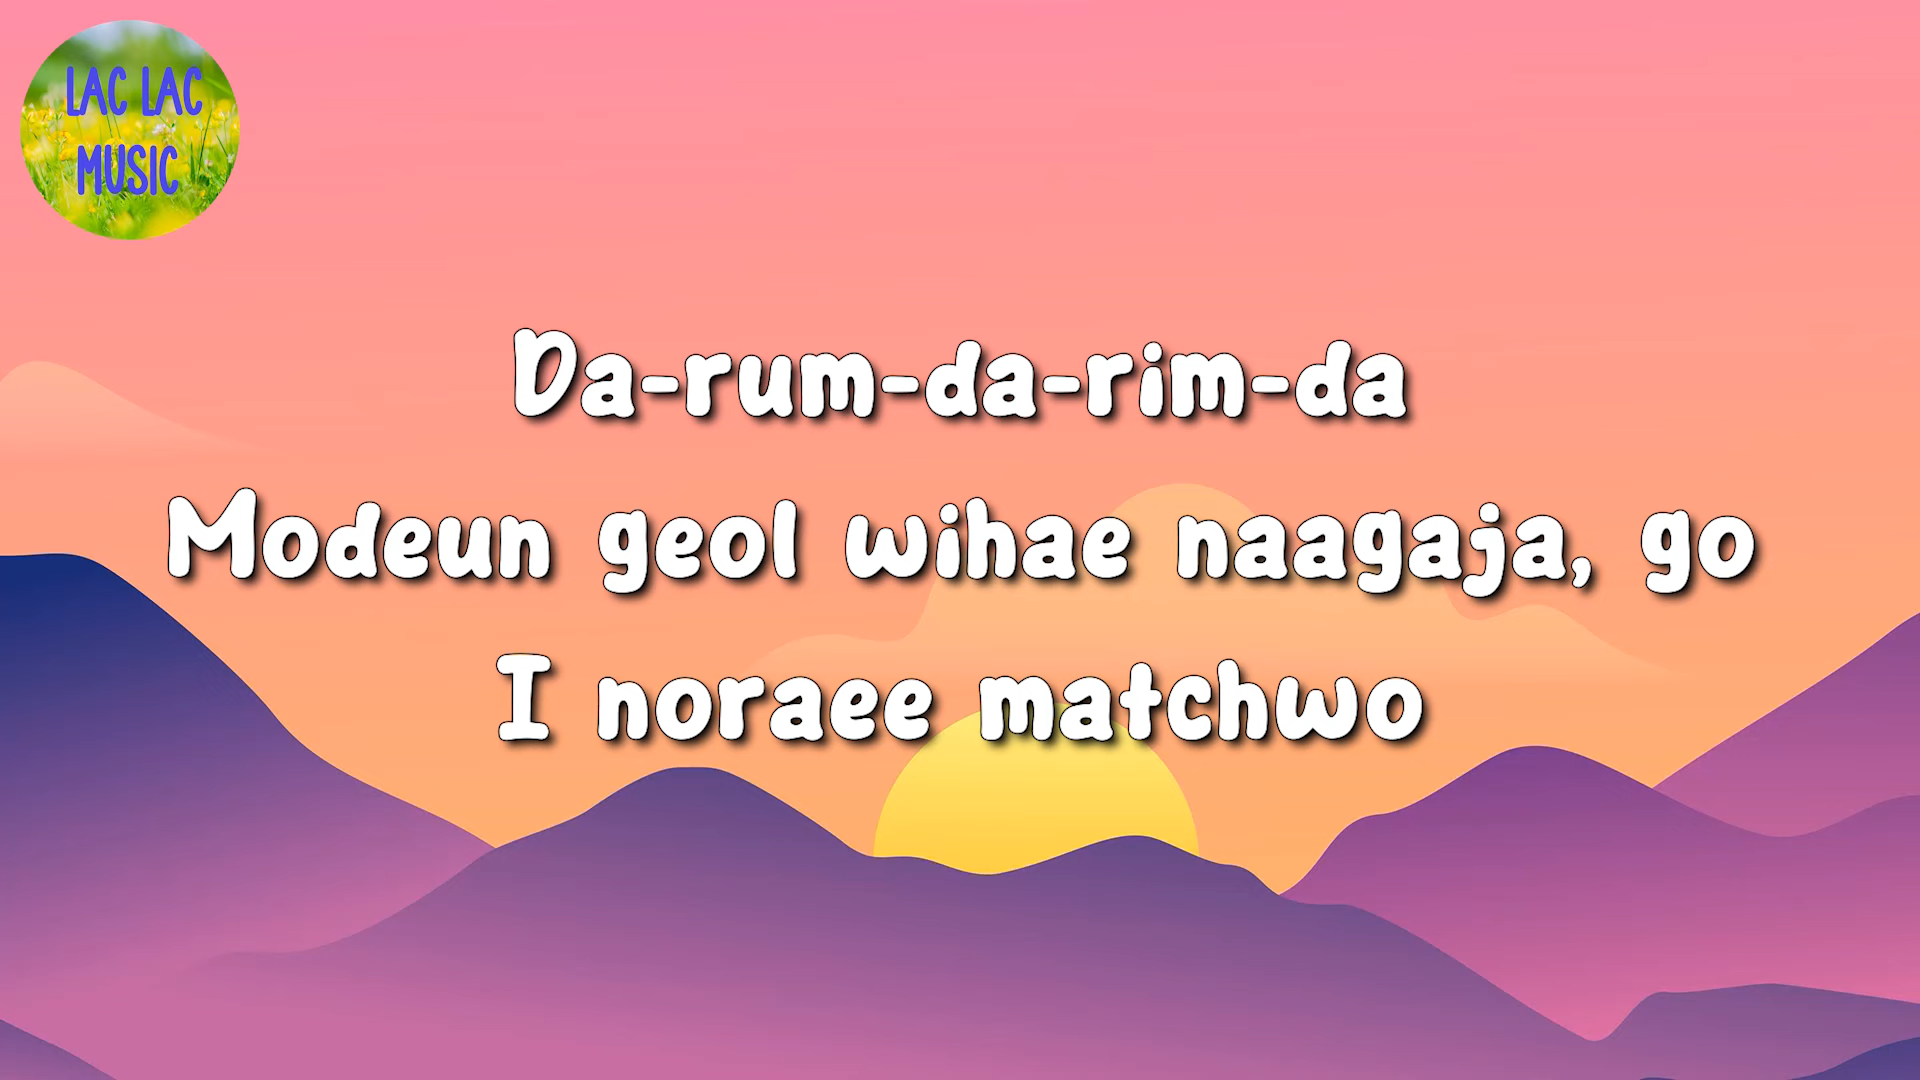 LAC LAC
MUSIC
Da-rum-da-rim-da
Modeun geol wihae naagaja, go
I noraee matchwo